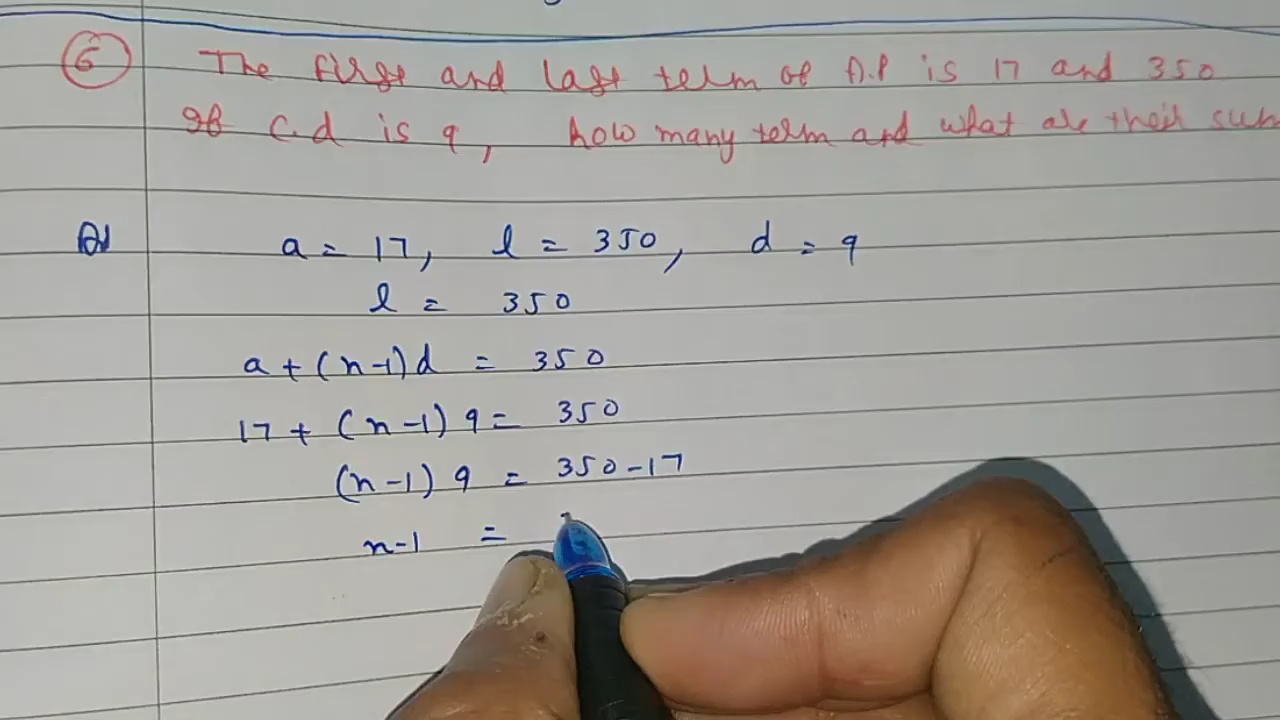 6 The first and last term of A.P is 17 and 350
If C.d is 9, how many term and what are their sum
a = 17, l = 350, d = 9
l = 350
a + (n-1)d = 350
17 + (n-1) 9 = 350
(n-1) 9 = 350-17
n-1 =